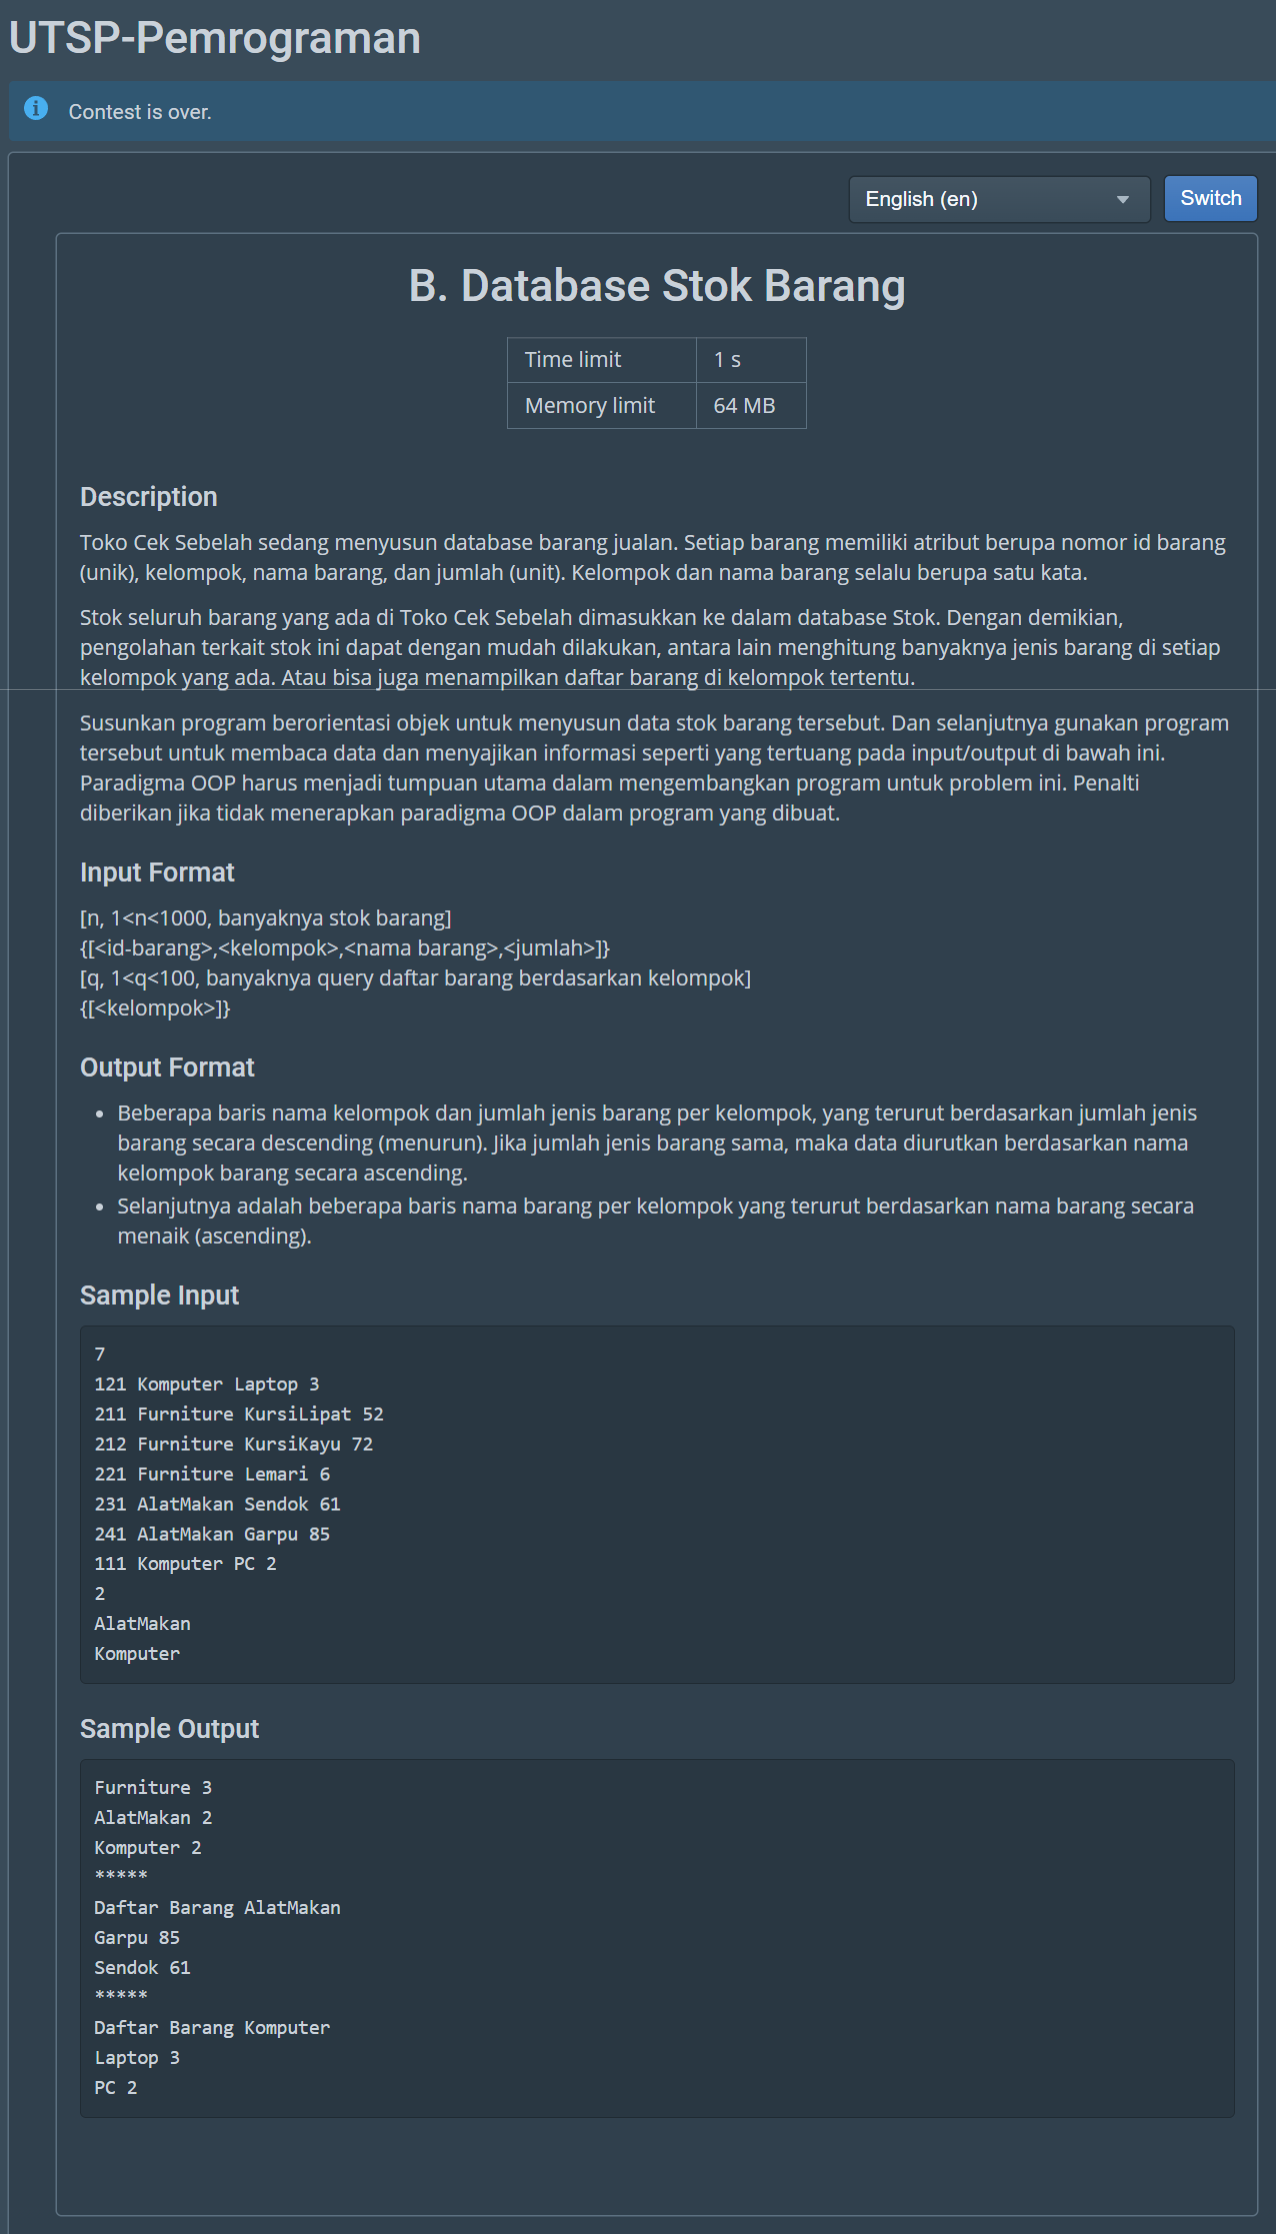 UTSP-Pemrograman
Contest is over.
English (en)
Switch
B. Database Stok Barang
Time limit 1 s
Memory limit 64 MB
Description
Toko Cek Sebelah sedang menyusun database barang jualan. Setiap barang memiliki atribut berupa nomor id barang
(unik), kelompok, nama barang, dan jumlah (unit). Kelompok dan nama barang selalu berupa satu kata.
Stok seluruh barang yang ada di Toko Cek Sebelah dimasukkan ke dalam database Stok. Dengan demikian,
pengolahan terkait stok ini dapat dengan mudah dilakukan, antara lain menghitung banyaknya jenis barang di setiap
kelompok yang ada. Atau bisa juga menampilkan daftar barang di kelompok tertentu.
Susunkan program berorientasi objek untuk menyusun data stok barang tersebut. Dan selanjutnya gunakan program
tersebut untuk membaca data dan menyajikan informasi seperti yang tertuang pada input/output di bawah ini.
Paradigma OOP harus menjadi tumpuan utama dalam mengembangkan program untuk problem ini. Penalti
diberikan jika tidak menerapkan paradigma OOP dalam program yang dibuat.
Input Format
[n, 1<n<1000, banyaknya stok barang]
{[<id-barang>,<kelompok>,<nama barang>,<jumlah>]}
[q, 1<q<100, banyaknya query daftar barang berdasarkan kelompok]
{[<kelompok>]}
Output Format
• Beberapa baris nama kelompok dan jumlah jenis barang per kelompok, yang terurut berdasarkan jumlah jenis
barang secara descending (menurun). Jika jumlah jenis barang sama, maka data diurutkan berdasarkan nama
kelompok barang secara ascending.
• Selanjutnya adalah beberapa baris nama barang per kelompok yang terurut berdasarkan nama barang secara
menaik (ascending).
Sample Input
7
121 Komputer Laptop 3
211 Furniture KursiLipat 52
212 Furniture KursiKayu 72
221 Furniture Lemari 6
231 AlatMakan Sendok 61
241 AlatMakan Garpu 85
111 Komputer PC 2
2
AlatMakan
Komputer
Sample Output
Furniture 3
AlatMakan 2
Komputer 2
*****
Daftar Barang AlatMakan
Garpu 85
Sendok 61
*****
Daftar Barang Komputer
Laptop 3
PC 2